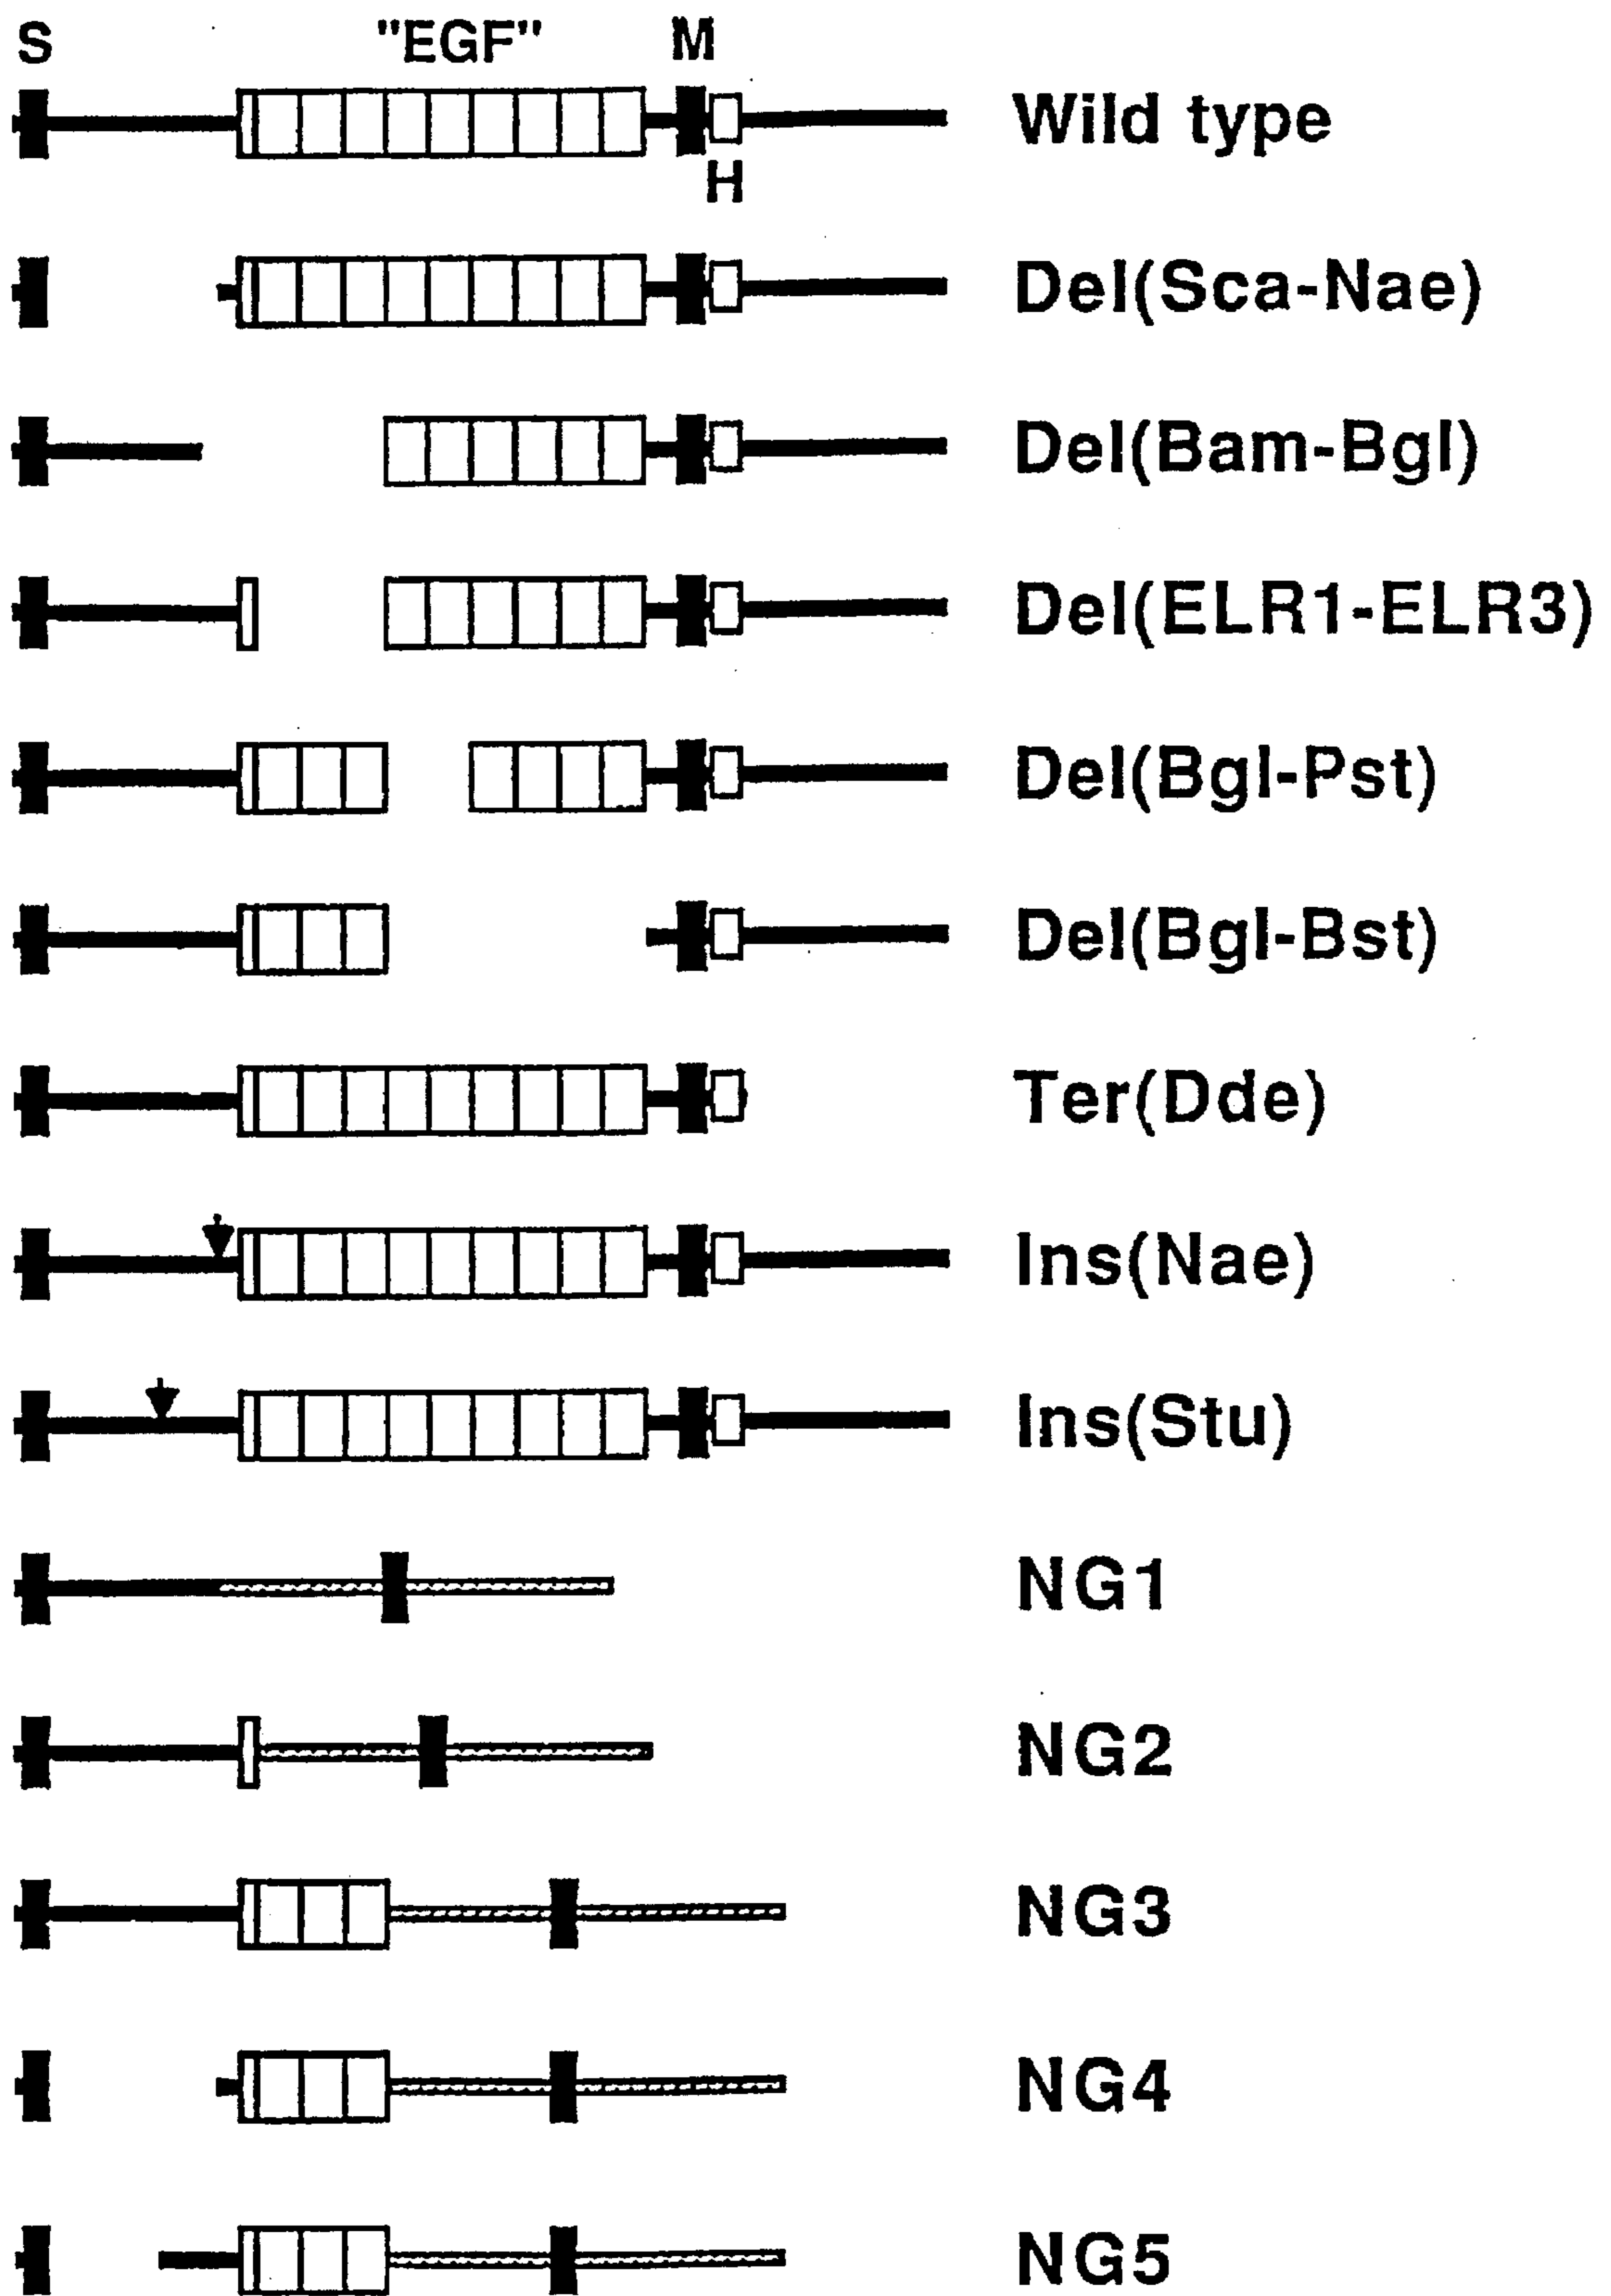 S "EGF" M
Wild type
H
Del(Sca-Nae)
Del(Bam-Bgl)
Del(ELR1-ELR3)
Del(Bgl-Pst)
Del(Bgl-Bst)
Ter(Dde)
Ins(Nae)
Ins(Stu)
NG1
NG2
NG3
NG4
NG5